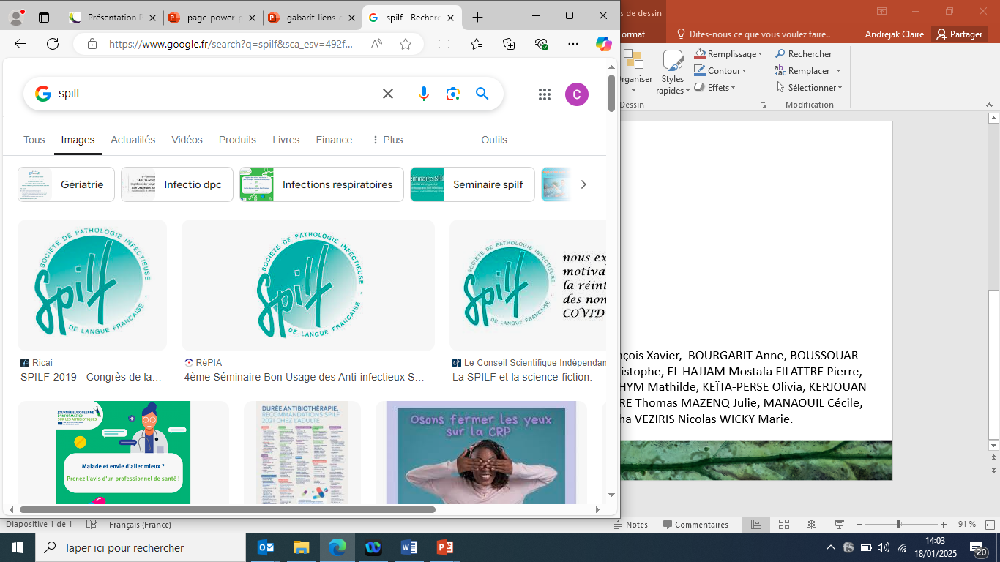 Présentation P
page-power-p
gabarit-liens-
spilf - Recherc
https://www.google.fr/search?q=spilf&sca_esv=492f...
s de dessin
Format
Dites-nous ce que vous voulez faire..
Andrejak Claire
Partager
Organiser
Styles
rapides
Remplissage
Contour
Effets
Dessin
Rechercher
Remplacer
Sélectionner
Modification
spilf
C
Tous
Images
Actualités
Vidéos
Produits
Livres
Finance
Plus
Outils
Gériatrie
Infectio dpc
Infections respiratoires
Seminaire spilf
SOCIETE DE PATHOLOGIE INFECTIEUSE
Spilf
DE LANGUE FRANCAISE
SOCIETE DE PATHOLOGIE INFECTIEUSE
Spilf
DE LANGUE FRANCAISE
SOCIETE DE PATHOLOGIE INFECTIEUSE
Spilf
DE LANGUE FRANCAISE
nous ex
motiva
la réint
des non
COVID
Ricai
SPILF-2019 - Congrès de la...
RéPIA
4ème Séminaire Bon Usage des Anti-infectieux S...
Le Conseil Scientifique Indépendan
La SPILF et la science-fiction.
JOURNÉE EUROPÉENNE
D'INFORMATION
SUR LES ANTIBIOTIQUES
Malade et envie d'aller mieux ?
Prenez l'avis d'un professionnel de santé !
DURÉE ANTIBIOTHÉRAPIE,
RECOMMANDATIONS SPILF
2021 CHEZ L'ADULTE
Osons fermer les yeux
sur la CRP
nçois Xavier, BOURGARIT Anne, BOUSSOUAR
ristophe, EL HAJJAM Mostafa FILATTRE Pierre,
HYM Mathilde, KEÏTA-PERSE Olivia, KERJOUAN
RE Thomas MAZENQ Julie, MANAOUIL Cécile,
na VEZIRIS Nicolas WICKY Marie.
Diapositive 1 de 1
Français (France)
Notes
Commentaires
91 %
Taper ici pour rechercher
14:03
18/01/2025
20